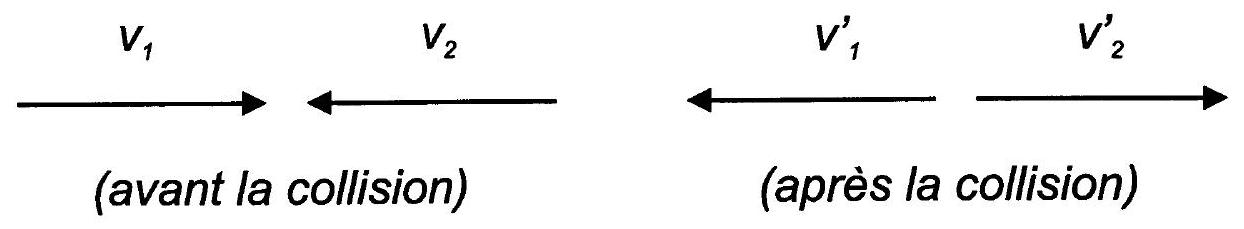 v₁ v₂ v'₁ v'₂
(avant la collision) (après la collision)